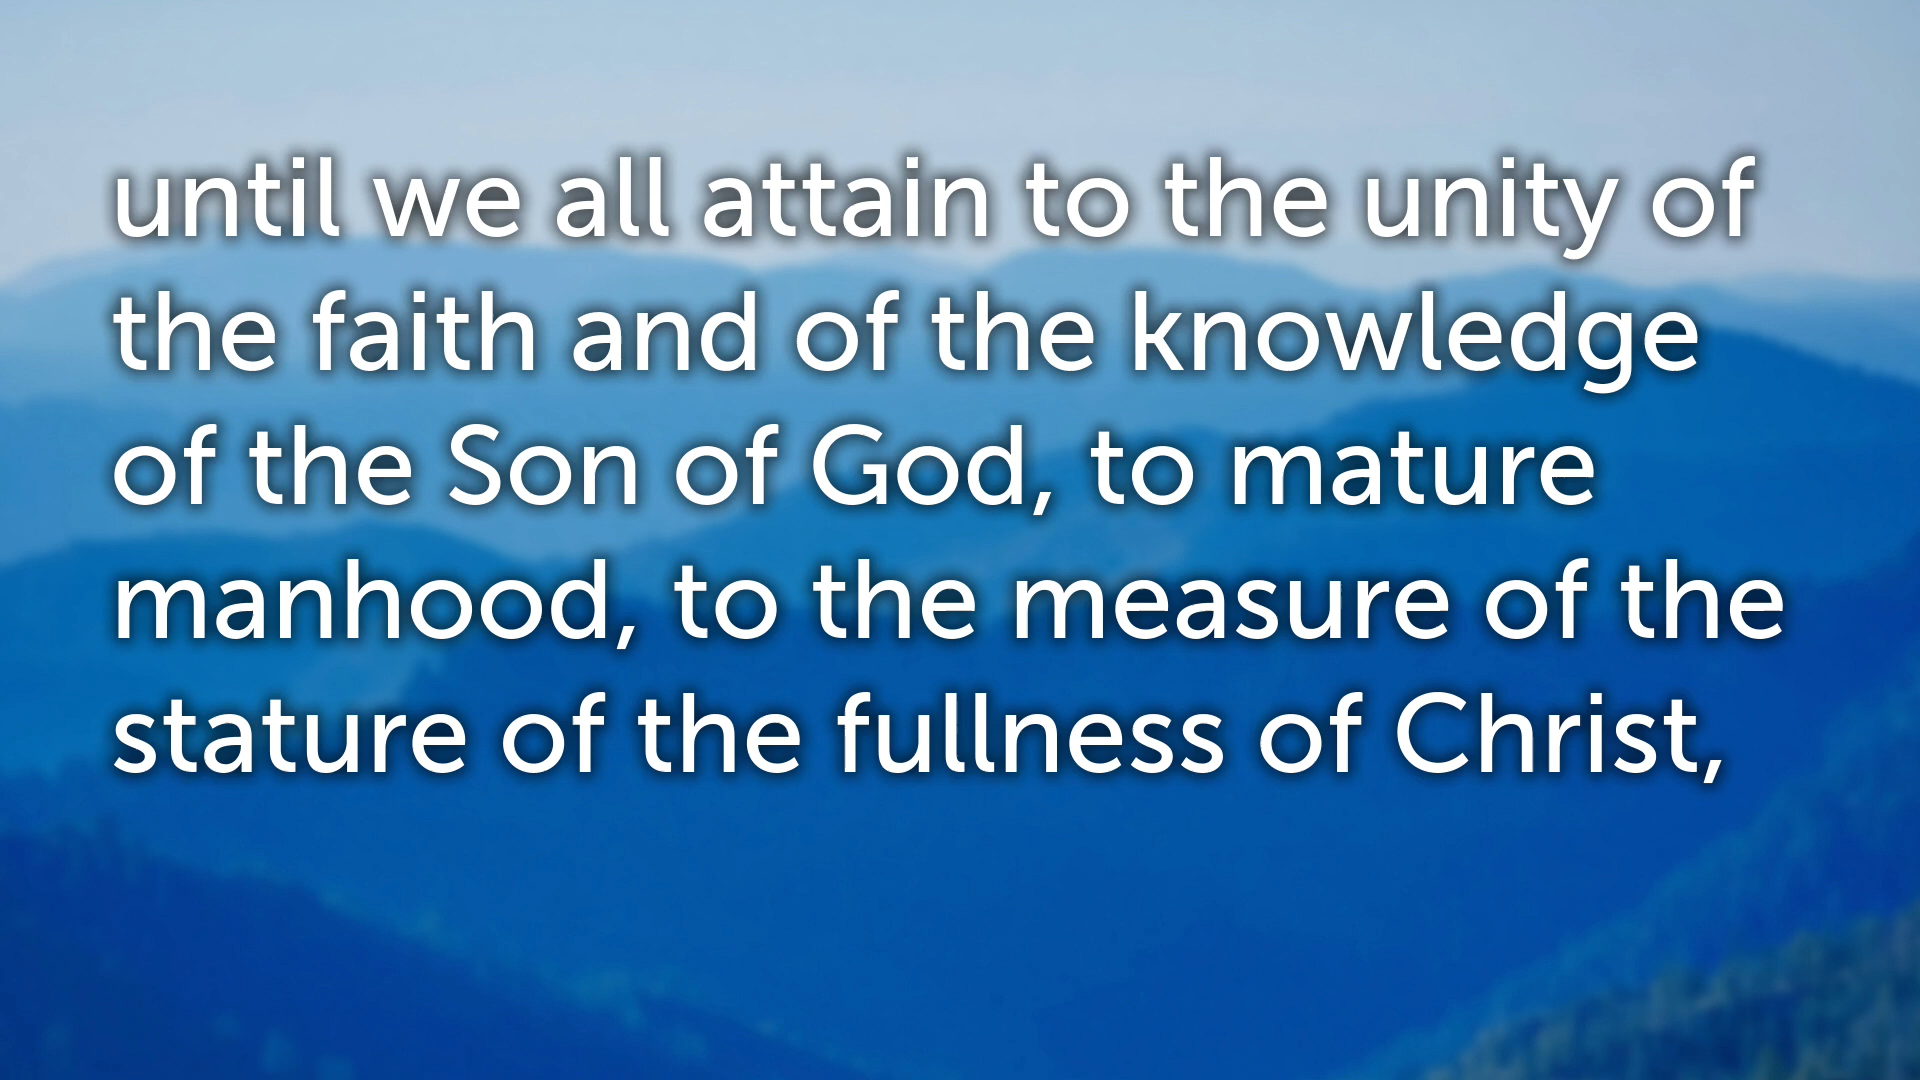 until we all attain to the unity of
the faith and of the knowledge
of the Son of God, to mature
manhood, to the measure of the
stature of the fullness of Christ,